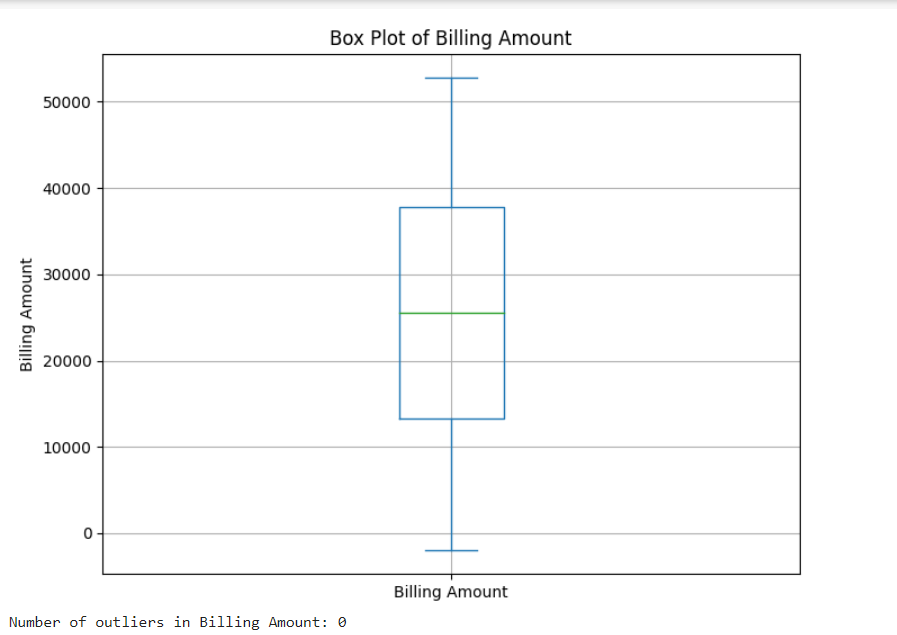 Box Plot of Billing Amount
50000
40000
30000
20000
10000
0
Billing Amount
Billing Amount
Number of outliers in Billing Amount: 0